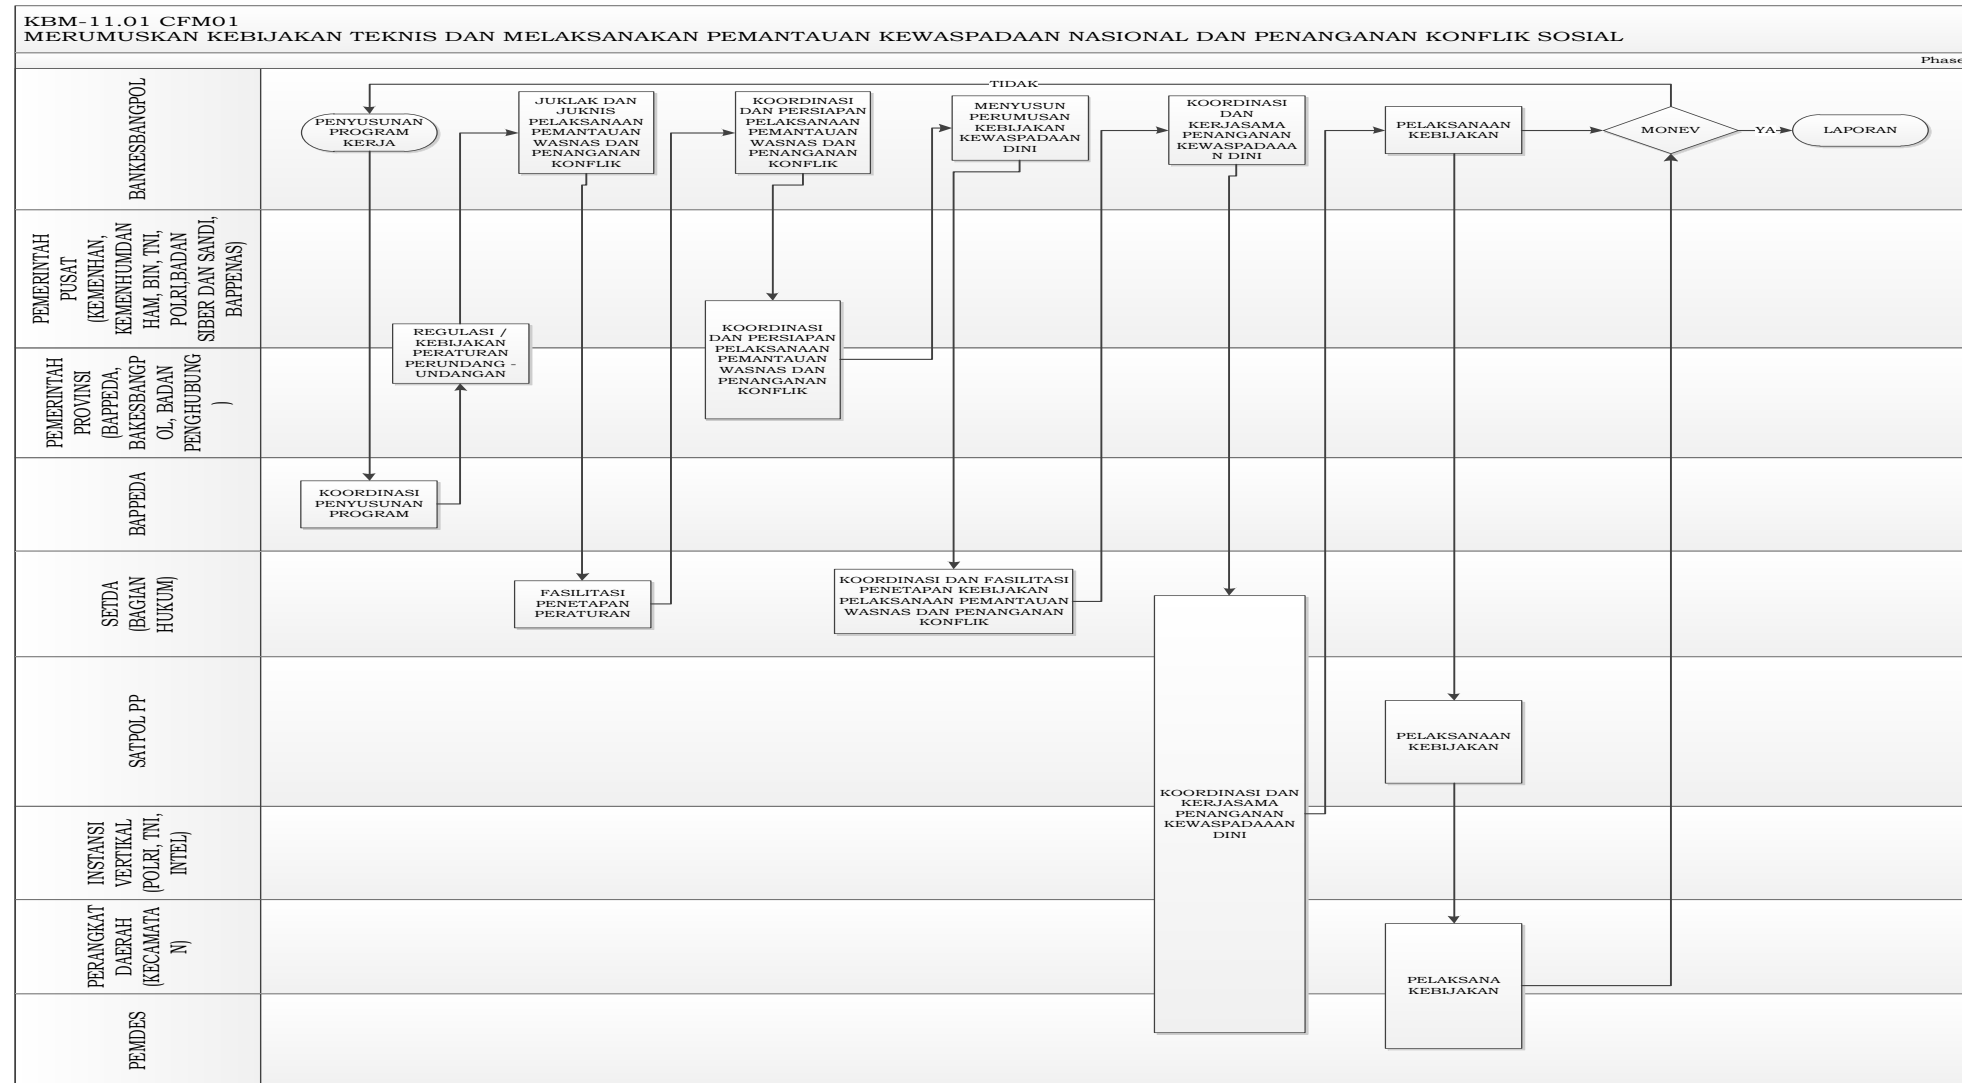 KBM-11.01 CFM01
MERUMUSKAN KEBIJAKAN TEKNIS DAN MELAKSANAKAN PEMANTAUAN KEWASPADAAN NASIONAL DAN PENANGANAN KONFLIK SOSIAL
Phase
BANKESBANGPOL
TIDAK
PENYUSUNAN
PROGRAM
KERJA
JUKLAK DAN
JUKNIS
PELAKSANAAN
PEMANTAUAN
WASNAS DAN
PENANGANAN
KONFLIK
KOORDINASI
DAN PERSIAPAN
PELAKSANAAN
PEMANTAUAN
WASNAS DAN
PENANGANAN
KONFLIK
MENYUSUN
PERUMUSAN
KEBIJAKAN
KEWASPADAAN
DINI
KOORDINASI
DAN
KERJASAMA
PENANGANAN
KEWASPADAAA
N DINI
PELAKSANAAN
KEBIJAKAN
MONEV
YA
LAPORAN
PEMERINTAH
PUSAT
(KEMENHAN,
KEMENHUMDAN
HAM, BIN, TNI,
POLRI,BADAN
SIBER DAN SANDI,
BAPPENAS)
REGULASI /
KEBIJAKAN
PERATURAN
PERUNDANG -
UNDANGAN
KOORDINASI
DAN PERSIAPAN
PELAKSANAAN
PEMANTAUAN
WASNAS DAN
PENANGANAN
KONFLIK
PEMERINTAH
PROVINSI
(BAPPEDA,
BAKESBANGP
OL, BADAN
PENGHUBUNG
)
BAPPEDA
KOORDINASI
PENYUSUNAN
PROGRAM
SETDA
(BAGIAN
HUKUM)
FASILITASI
PENETAPAN
PERATURAN
KOORDINASI DAN FASILITASI
PENETAPAN KEBIJAKAN
PELAKSANAAN PEMANTAUAN
WASNAS DAN PENANGANAN
KONFLIK
SATPOL PP
PELAKSANAAN
KEBIJAKAN
KOORDINASI DAN
KERJASAMA
PENANGANAN
KEWASPADAAAN
DINI
INSTANSI
VERTIKAL
(POLRI, TNI,
INTEL)
PERANGKAT
DAERAH
(KECAMATA
N)
PELAKSANA
KEBIJAKAN
PEMDES